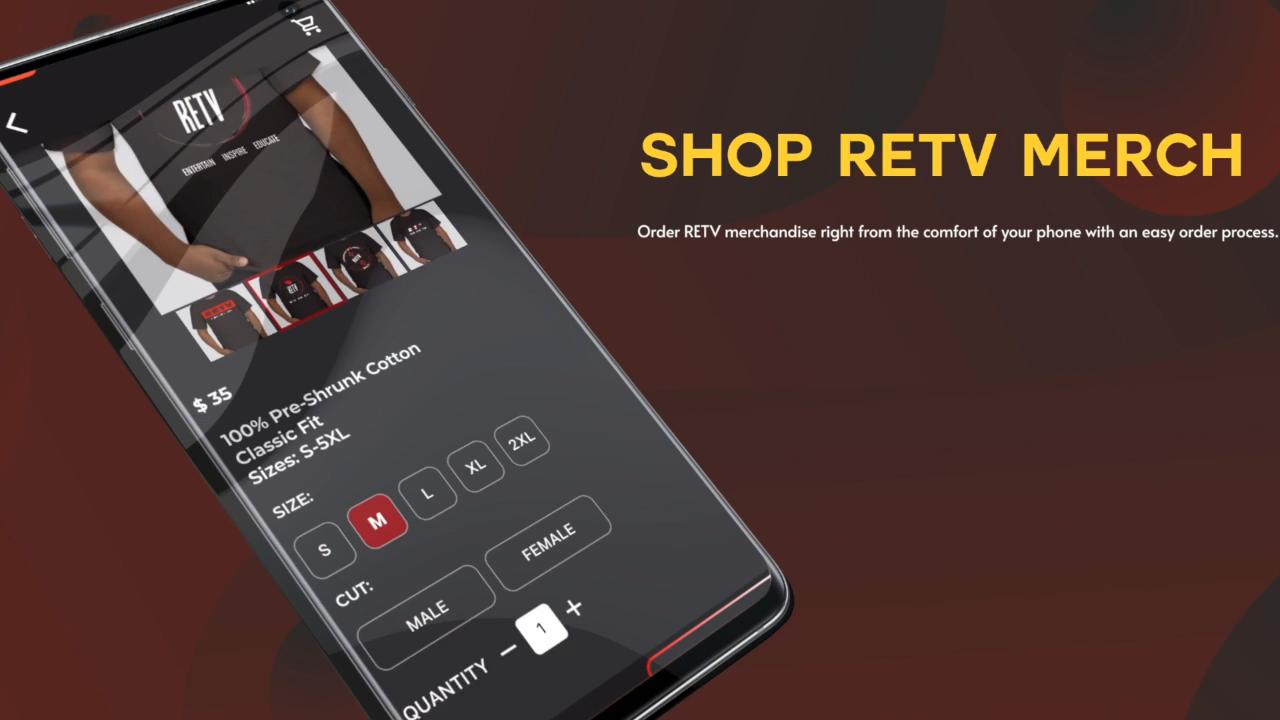 SHOP RETV MERCH
Order RETV merchandise right from the comfort of your phone with an easy order process.
RETV
ENTERTAIN INSPIRE EDUCATE
RETV
RETV
$ 35
100% Pre-Shrunk Cotton
Classic Fit
Sizes: S-5XL
SIZE:
S M L XL 2XL
CUT:
MALE FEMALE
QUANTITY − 1 +